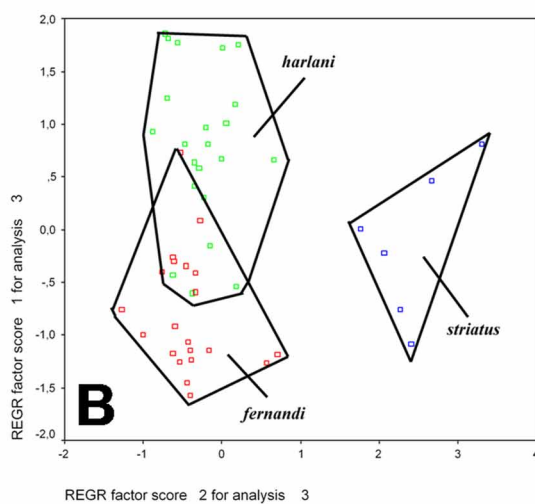 2,0
1,5
harlani
1,0
,5
0,0
-,5
striatus
-1,0
-1,5
B
fernandi
-2,0
-2 -1 0 1 2 3 4
REGR factor score 1 for analysis 3
REGR factor score 2 for analysis 3